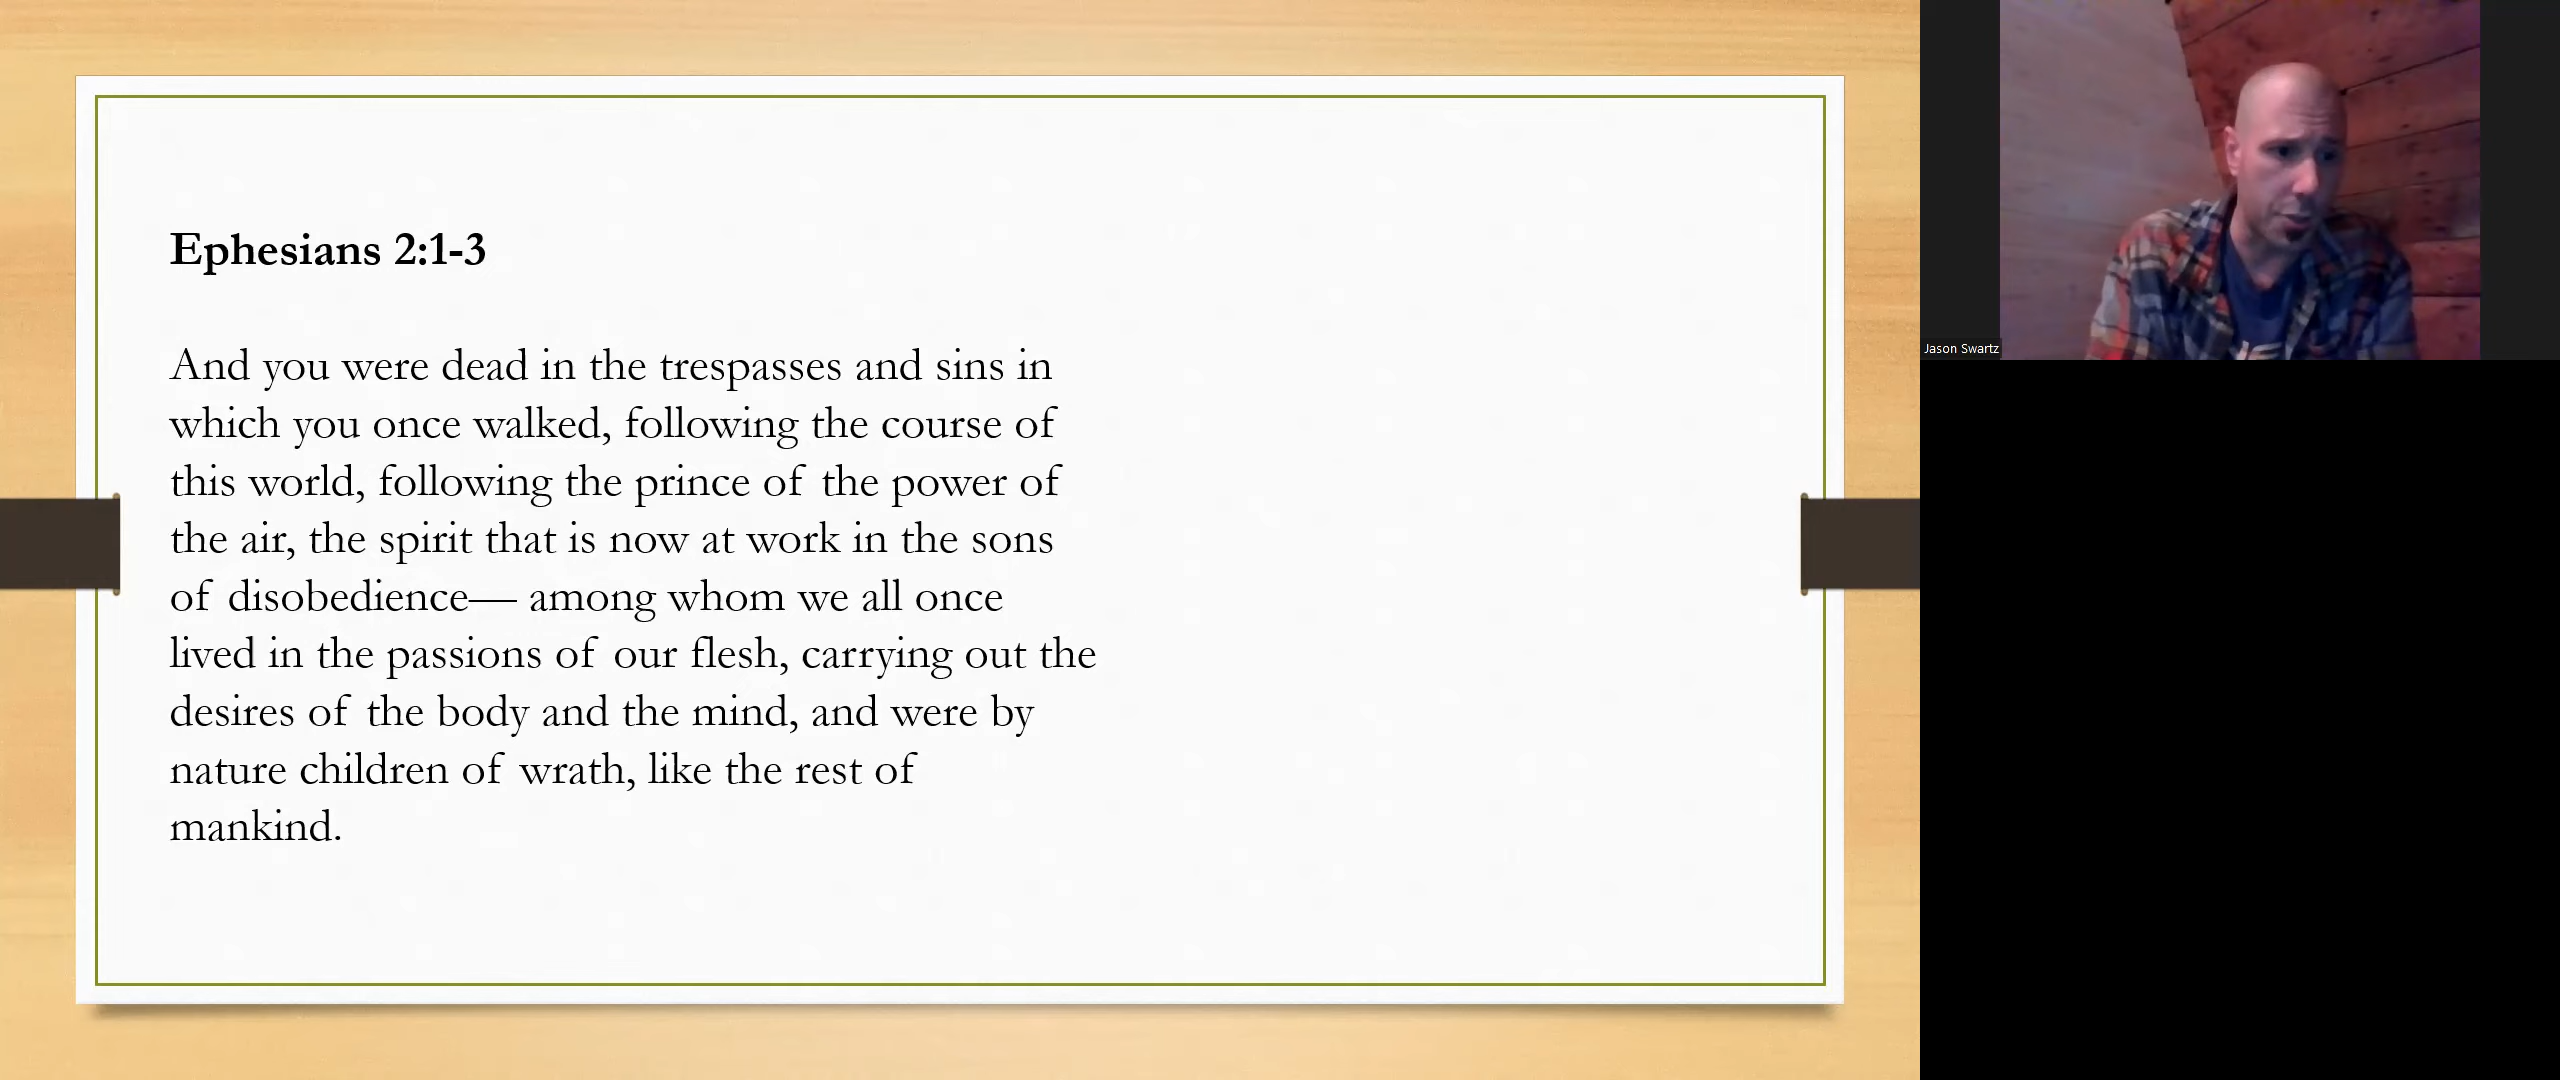 Ephesians 2:1-3
And you were dead in the trespasses and sins in
which you once walked, following the course of
this world, following the prince of the power of
the air, the spirit that is now at work in the sons
of disobedience— among whom we all once
lived in the passions of our flesh, carrying out the
desires of the body and the mind, and were by
nature children of wrath, like the rest of
mankind.
Jason Swartz